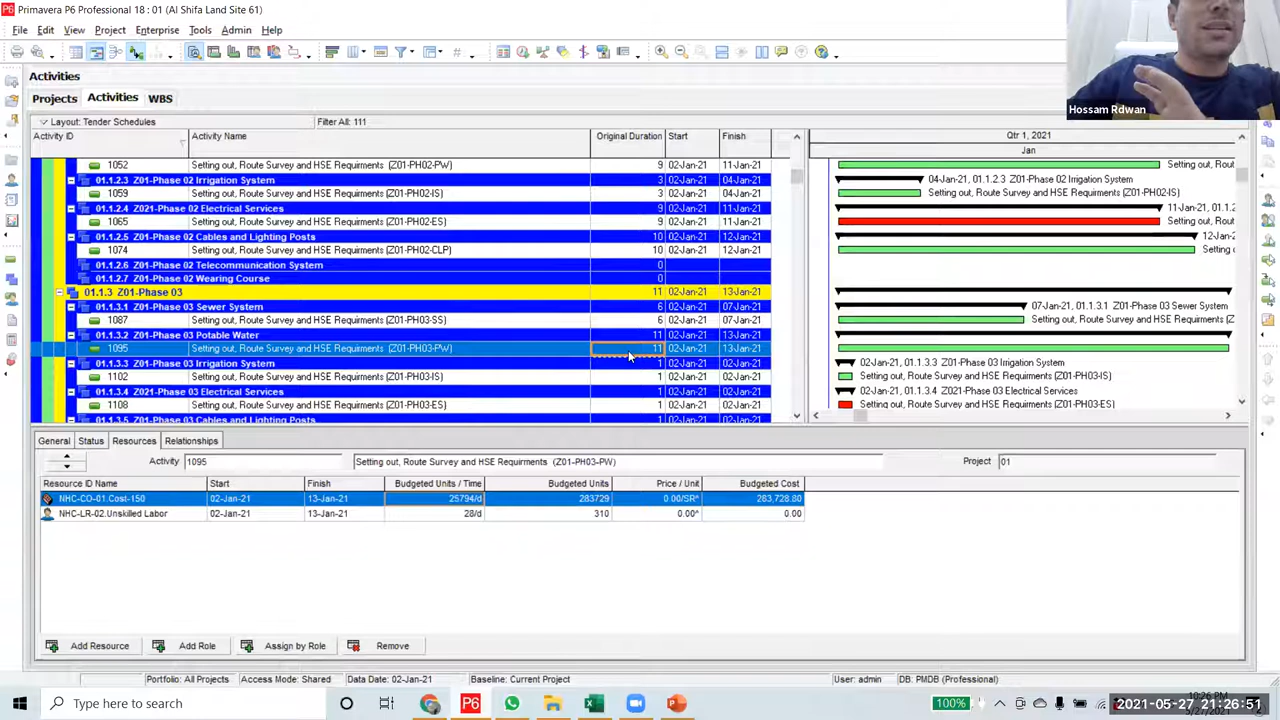 Primavera P6 Professional 18 : 01 (Al Shifa Land Site 61)
File Edit View Project Enterprise Tools Admin Help
Activities
Projects Activities WBS
Layout: Tender Schedules Filter All: 111
Activity ID Activity Name Original Duration Start Finish Qtr 1, 2021
Jan
1052 Setting out, Route Survey and HSE Requirments (Z01-PH02-PW) 9 02-Jan-21 11-Jan-21 Setting out, Rou
01.1.2.3 Z01-Phase 02 Irrigation System 3 02-Jan-21 04-Jan-21 04-Jan-21, 01.1.2.3 Z01-Phase 02 Irrigation System
1059 Setting out, Route Survey and HSE Requirments (Z01-PH02-IS) 3 02-Jan-21 04-Jan-21 Setting out, Route Survey and HSE Requirments (Z01-PH02-IS)
01.1.2.4 Z021-Phase 02 Electrical Services 9 02-Jan-21 11-Jan-21 11-Jan-21, 01.1.2
1065 Setting out, Route Survey and HSE Requirments (Z01-PH02-ES) 9 02-Jan-21 11-Jan-21 Setting out, Rou
01.1.2.5 Z01-Phase 02 Cables and Lighting Posts 10 02-Jan-21 12-Jan-21 12-Jan-21
1074 Setting out, Route Survey and HSE Requirments (Z01-PH02-CLP) 10 02-Jan-21 12-Jan-21 Setting o
01.1.2.6 Z01-Phase 02 Telecommunication System 0
01.1.2.7 Z01-Phase 02 Wearing Course 0
01.1.3 Z01-Phase 03 11 02-Jan-21 13-Jan-21
01.1.3.1 Z01-Phase 03 Sewer System 6 02-Jan-21 07-Jan-21 07-Jan-21, 01.1.3.1 Z01-Phase 03 Sewer System
1087 Setting out, Route Survey and HSE Requirments (Z01-PH03-SS) 6 02-Jan-21 07-Jan-21 Setting out, Route Survey and HSE Re
01.1.3.2 Z01-Phase 03 Potable Water 11 02-Jan-21 13-Jan-21
1095 Setting out, Route Survey and HSE Requirments (Z01-PH03-PW) 11 02-Jan-21 13-Jan-21
01.1.3.3 Z01-Phase 03 Irrigation System 1 02-Jan-21 02-Jan-21 02-Jan-21, 01.1.3.3 Z01-Phase 03 Irrigation System
1102 Setting out, Route Survey and HSE Requirments (Z01-PH03-IS) 1 02-Jan-21 02-Jan-21 Setting out, Route Survey and HSE Requirments (Z01-PH03-IS)
01.1.3.4 Z021-Phase 03 Electrical Services 1 02-Jan-21 02-Jan-21 02-Jan-21, 01.1.3.4 Z021-Phase 03 Electrical Services
1108 Setting out, Route Survey and HSE Requirments (Z01-PH03-ES) 1 02-Jan-21 02-Jan-21 Setting out, Route Survey and HSE Requirments (Z01-PH03-ES)
Hossam Rdwan
General Status Resources Relationships
Activity 1095 Setting out, Route Survey and HSE Requirments (Z01-PH03-PW) Project 01
Resource ID Name Start Finish Budgeted Units / Time Budgeted Units Price / Unit Budgeted Cost
NHC-CO-01.Cost-150 02-Jan-21 13-Jan-21 25794/d 283729 0.00/SR^ 283,728.80
NHC-LR-02.Unskilled Labor 02-Jan-21 13-Jan-21 28/d 310 0.00^ 0.00
Add Resource Add Role Assign by Role Remove
Portfolio: All Projects Access Mode: Shared Data Date: 02-Jan-21 Baseline: Current Project User: admin DB: PMDB (Professional)
Type here to search 100%
2021-05-27 21:26:51